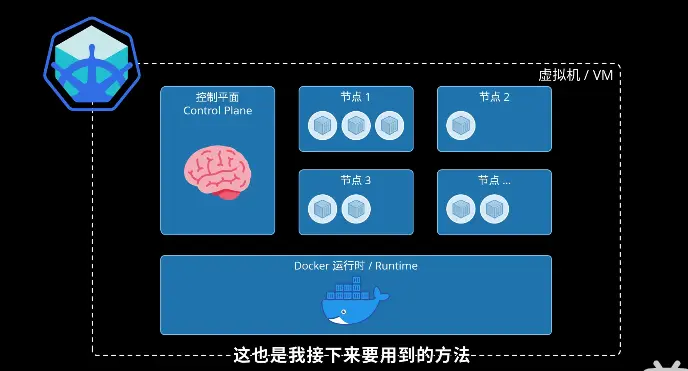 虚拟机 / VM
控制平面
Control Plane
节点 1
节点 2
节点 3
节点 ...
Docker 运行时 / Runtime
这也是我接下来要用到的方法